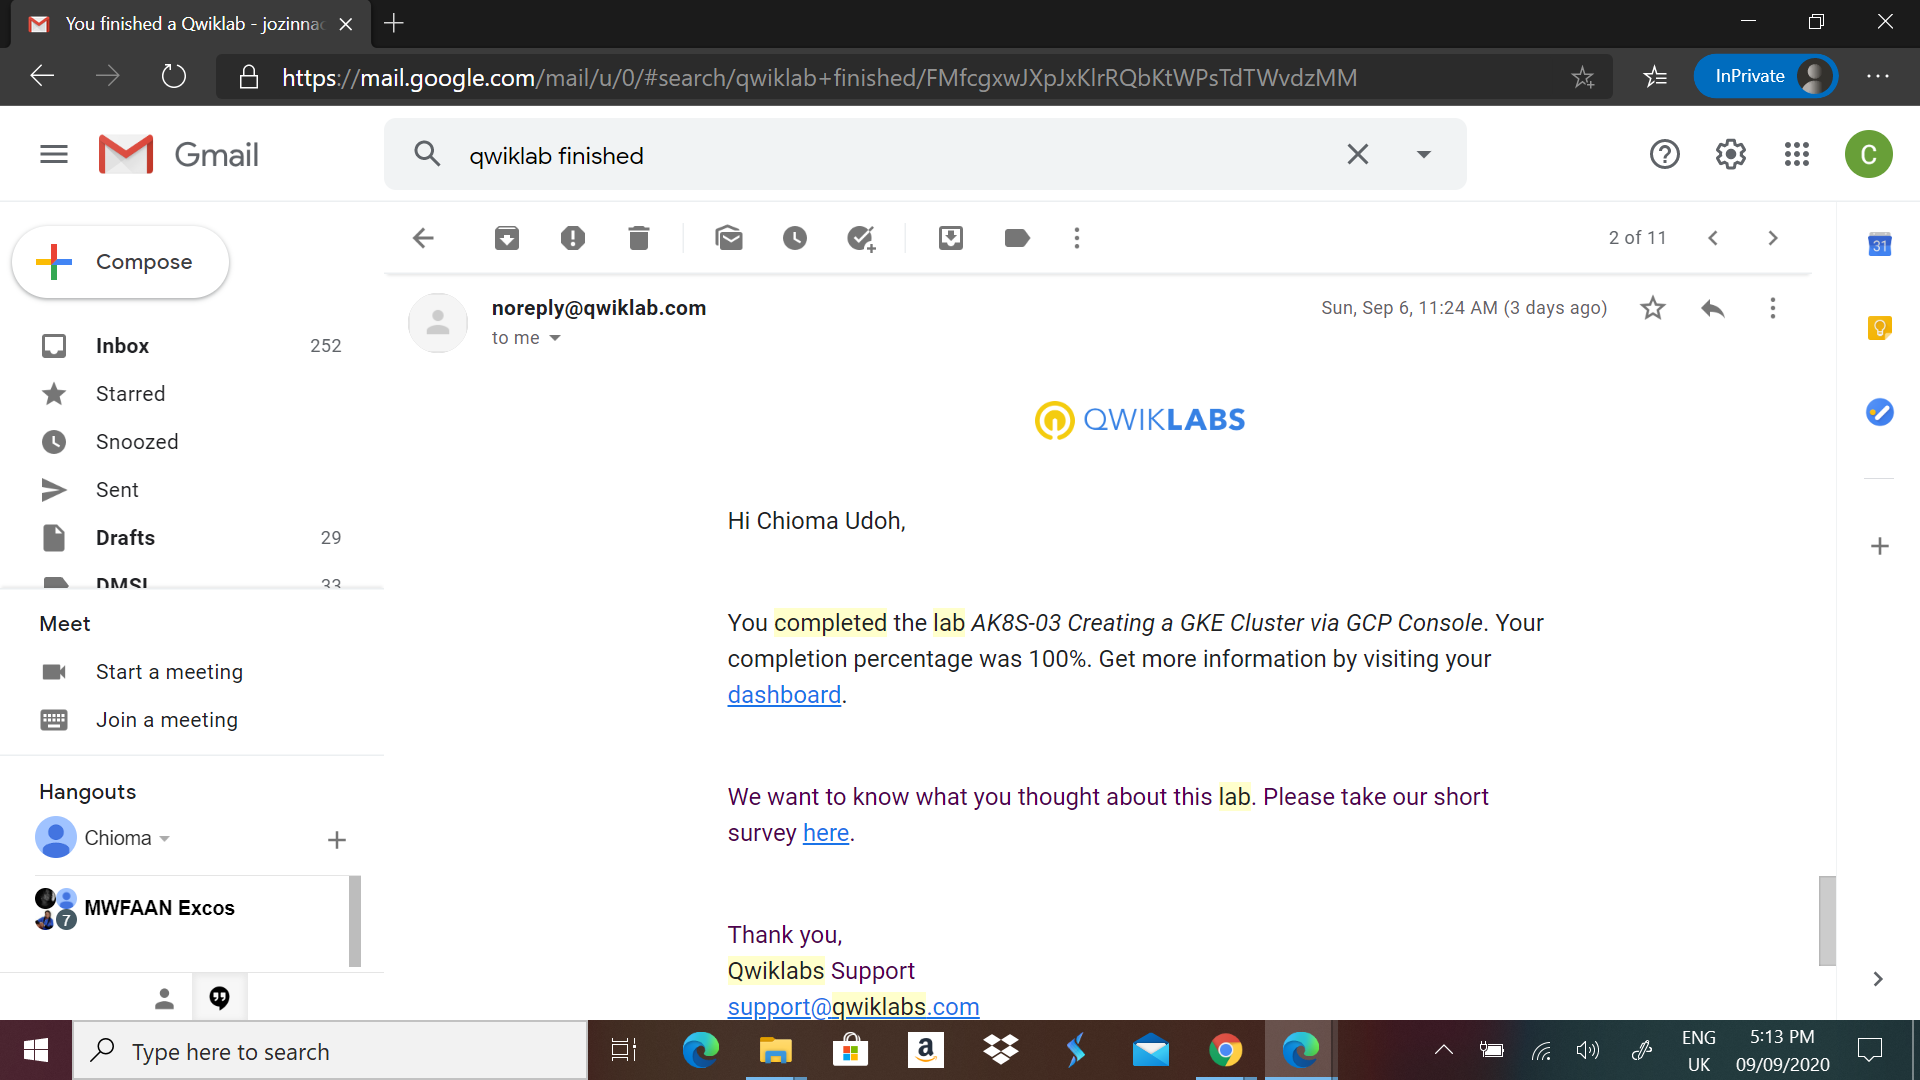 You finished a Qwiklab - jozinnac
https://mail.google.com/mail/u/0/#search/qwiklab+finished/FMfcgxwJXpJxKlrRQbKtWPsTdTWvdzMM
InPrivate
Gmail
qwiklab finished
C
Compose
2 of 11
31
noreply@qwiklab.com
Sun, Sep 6, 11:24 AM (3 days ago)
to me
Inbox 252
Starred
Snoozed
Sent
Drafts 29
DMSI 33
QWIKLABS
Hi Chioma Udoh,
You completed the lab AK8S-03 Creating a GKE Cluster via GCP Console. Your
completion percentage was 100%. Get more information by visiting your
dashboard.
We want to know what you thought about this lab. Please take our short
survey here.
Thank you,
Qwiklabs Support
support@qwiklabs.com
Meet
Start a meeting
Join a meeting
Hangouts
Chioma
7
MWFAAN Excos
Type here to search
a
ENG
UK
5:13 PM
09/09/2020